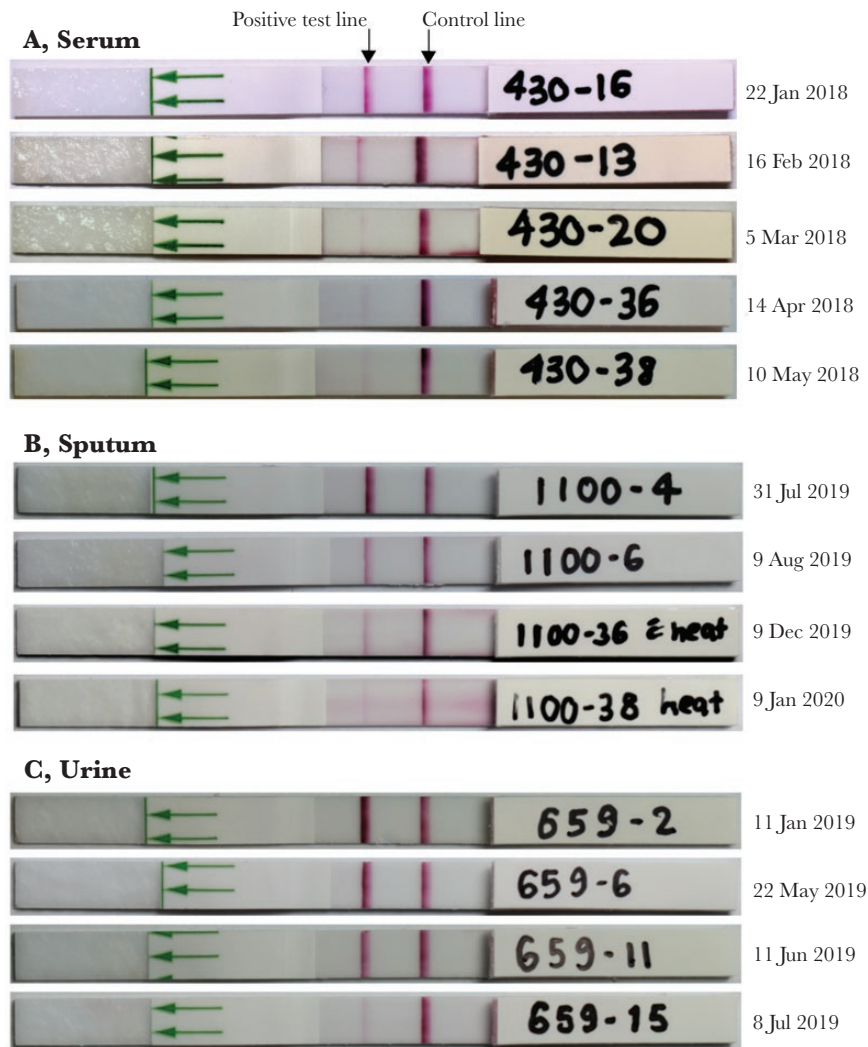 Positive test line Control line
A, Serum
430-16 22 Jan 2018
430-13 16 Feb 2018
430-20 5 Mar 2018
430-36 14 Apr 2018
430-38 10 May 2018
B, Sputum
1100-4 31 Jul 2019
1100-6 9 Aug 2019
1100-36 c̄ heat 9 Dec 2019
1100-38 heat 9 Jan 2020
C, Urine
659-2 11 Jan 2019
659-6 22 May 2019
659-11 11 Jun 2019
659-15 8 Jul 2019